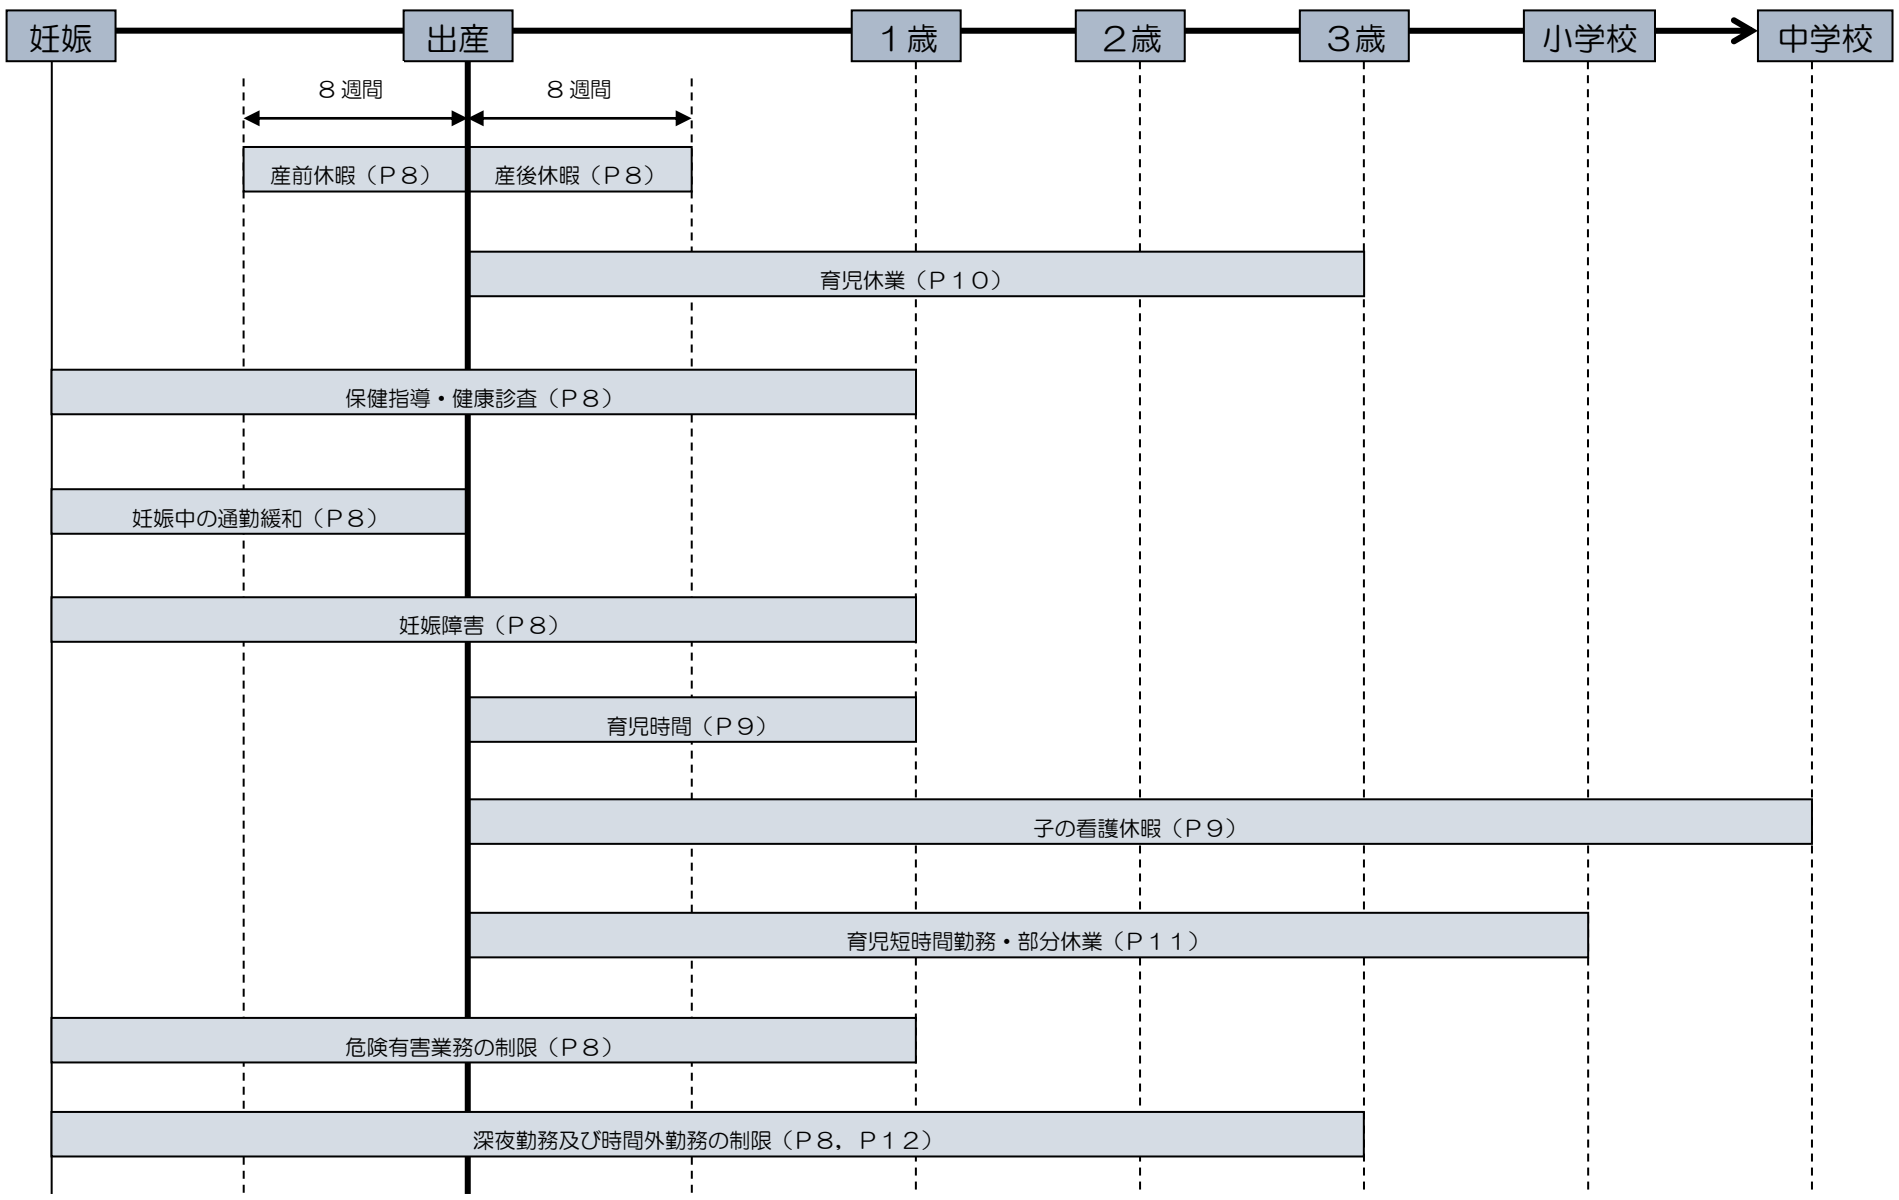 妊娠 出産 １歳 ２歳 ３歳 小学校 中学校
８週間 ８週間
産前休暇（Ｐ８） 産後休暇（Ｐ８）
育児休業（Ｐ１０）
保健指導・健康診査（Ｐ８）
妊娠中の通勤緩和（Ｐ８）
妊娠障害（Ｐ８）
育児時間（Ｐ９）
子の看護休暇（Ｐ９）
育児短時間勤務・部分休業（Ｐ１１）
危険有害業務の制限（Ｐ８）
深夜勤務及び時間外勤務の制限（Ｐ８，Ｐ１２）